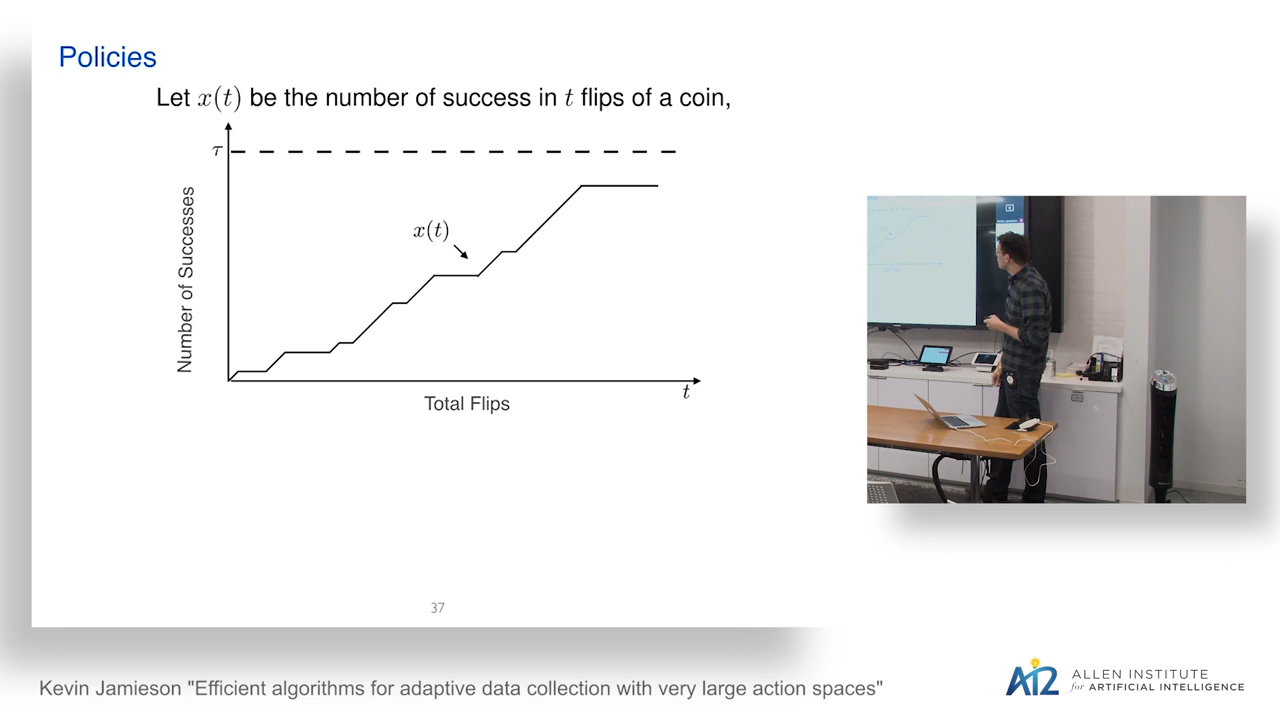 Policies
Let x(t) be the number of success in t flips of a coin,
τ
Number of Successes
x(t)
t
Total Flips
37
Kevin Jamieson "Efficient algorithms for adaptive data collection with very large action spaces"
AI2 ALLEN INSTITUTE
for ARTIFICIAL INTELLIGENCE